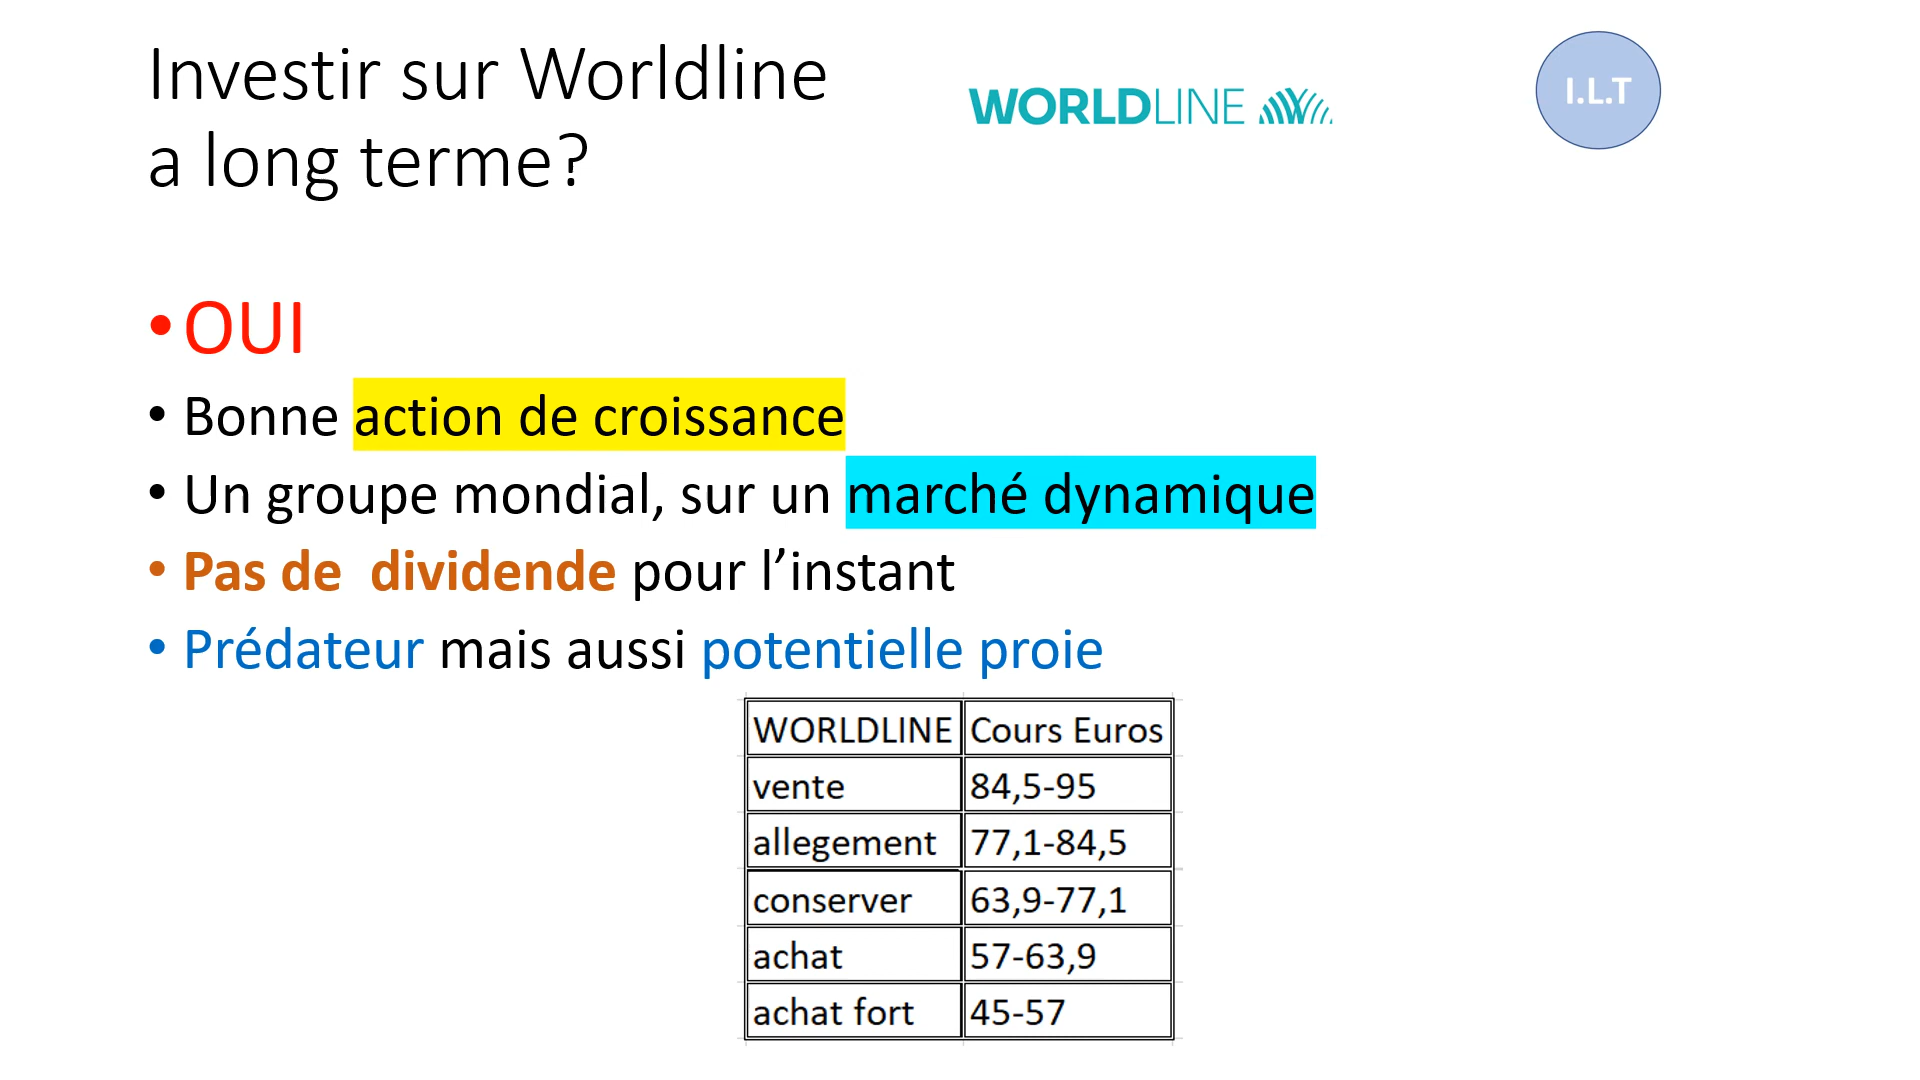 Investir sur Worldline
a long terme?
WORLDLINE
I.L.T
• OUI
• Bonne action de croissance
• Un groupe mondial, sur un marché dynamique
• Pas de  dividende pour l’instant
• Prédateur mais aussi potentielle proie
WORLDLINE Cours Euros
vente 84,5-95
allegement 77,1-84,5
conserver 63,9-77,1
achat 57-63,9
achat fort 45-57